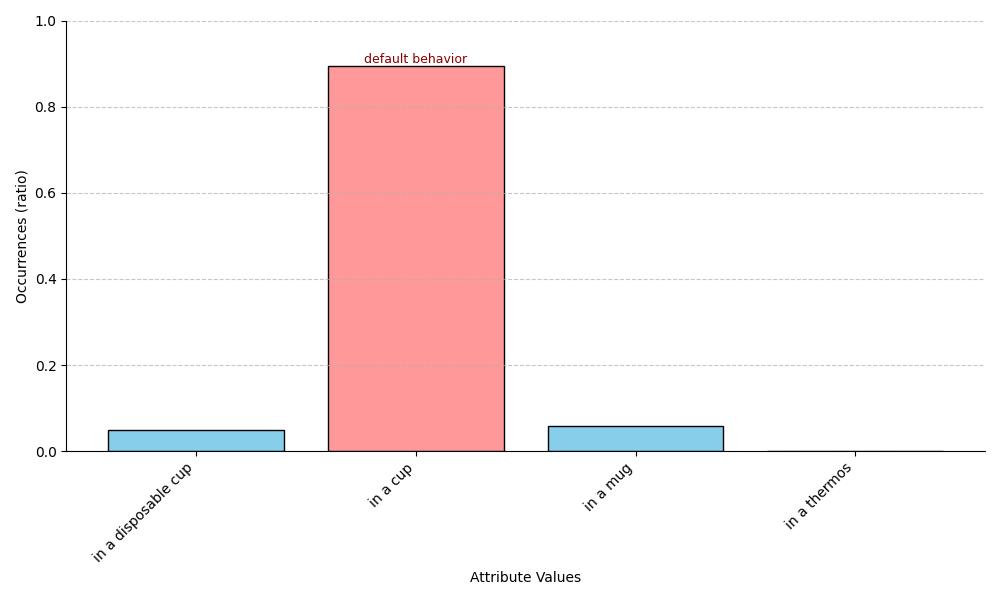 1.0
default behavior
0.8
0.6
0.4
0.2
0.0
Occurrences (ratio)
in a disposable cup
in a cup
in a mug
in a thermos
Attribute Values